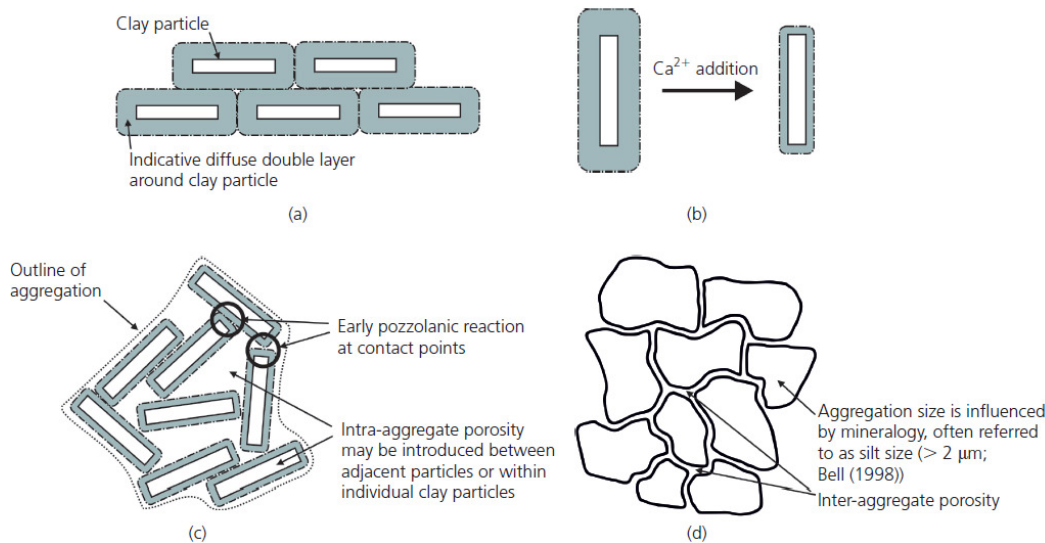 Clay particle
Indicative diffuse double layer
around clay particle
(a)
Ca²⁺ addition
(b)
Outline of
aggregation
Early pozzolanic reaction
at contact points
Intra-aggregate porosity
may be introduced between
adjacent particles or within
individual clay particles
(c)
Aggregation size is influenced
by mineralogy, often referred
to as silt size (> 2 μm;
Bell (1998))
Inter-aggregate porosity
(d)